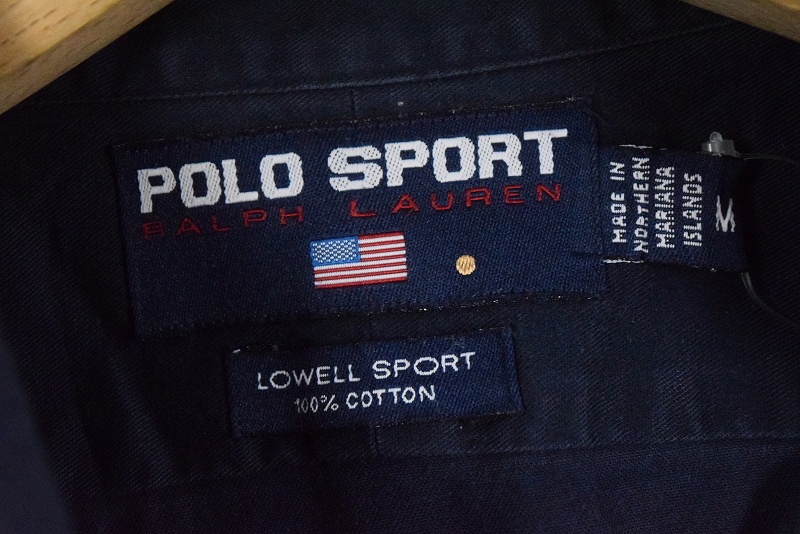 POLO SPORT
RALPH LAUREN
MADE IN
NORTHERN
MARIANA
ISLANDS
M
LOWELL SPORT
100% COTTON